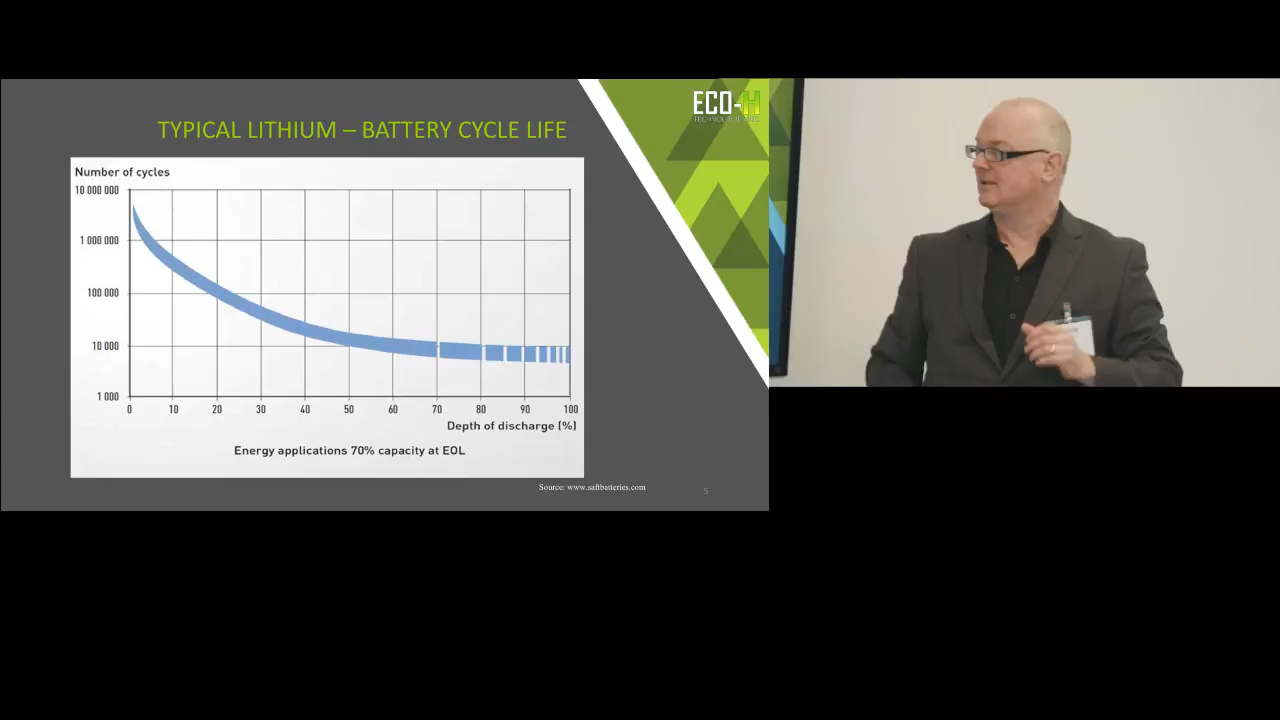 ECO-H
TYPICAL LITHIUM – BATTERY CYCLE LIFE
Number of cycles
10 000 000
1 000 000
100 000
10 000
1 000
0 10 20 30 40 50 60 70 80 90 100
Depth of discharge (%)
Energy applications 70% capacity at EOL
Source: www.saftbatteries.com
5